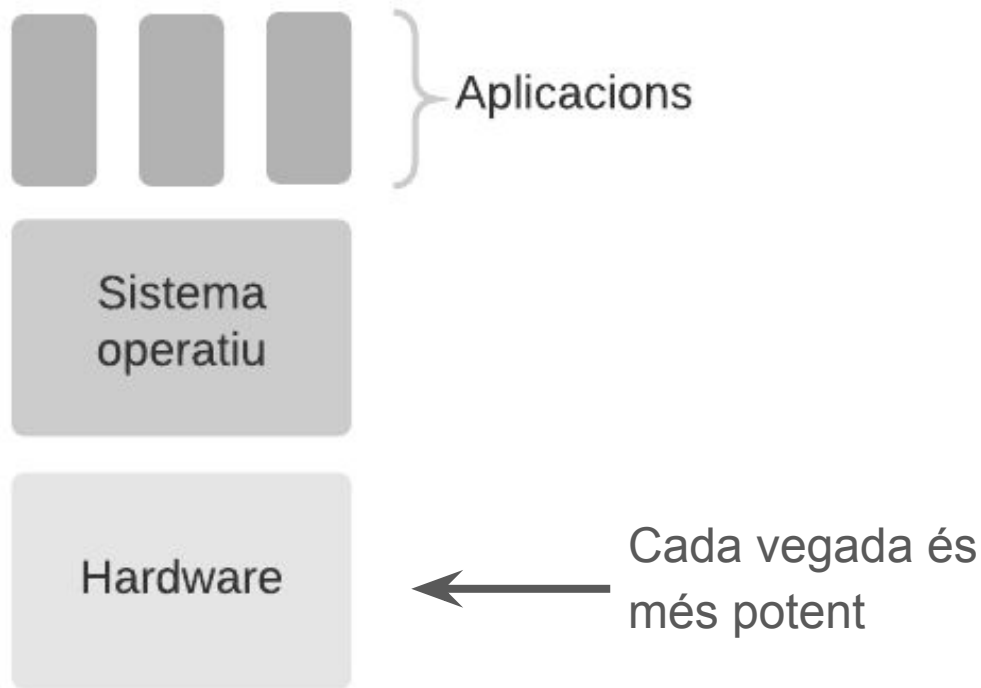 Aplicacions
Sistema
operatiu
Hardware
Cada vegada és
més potent